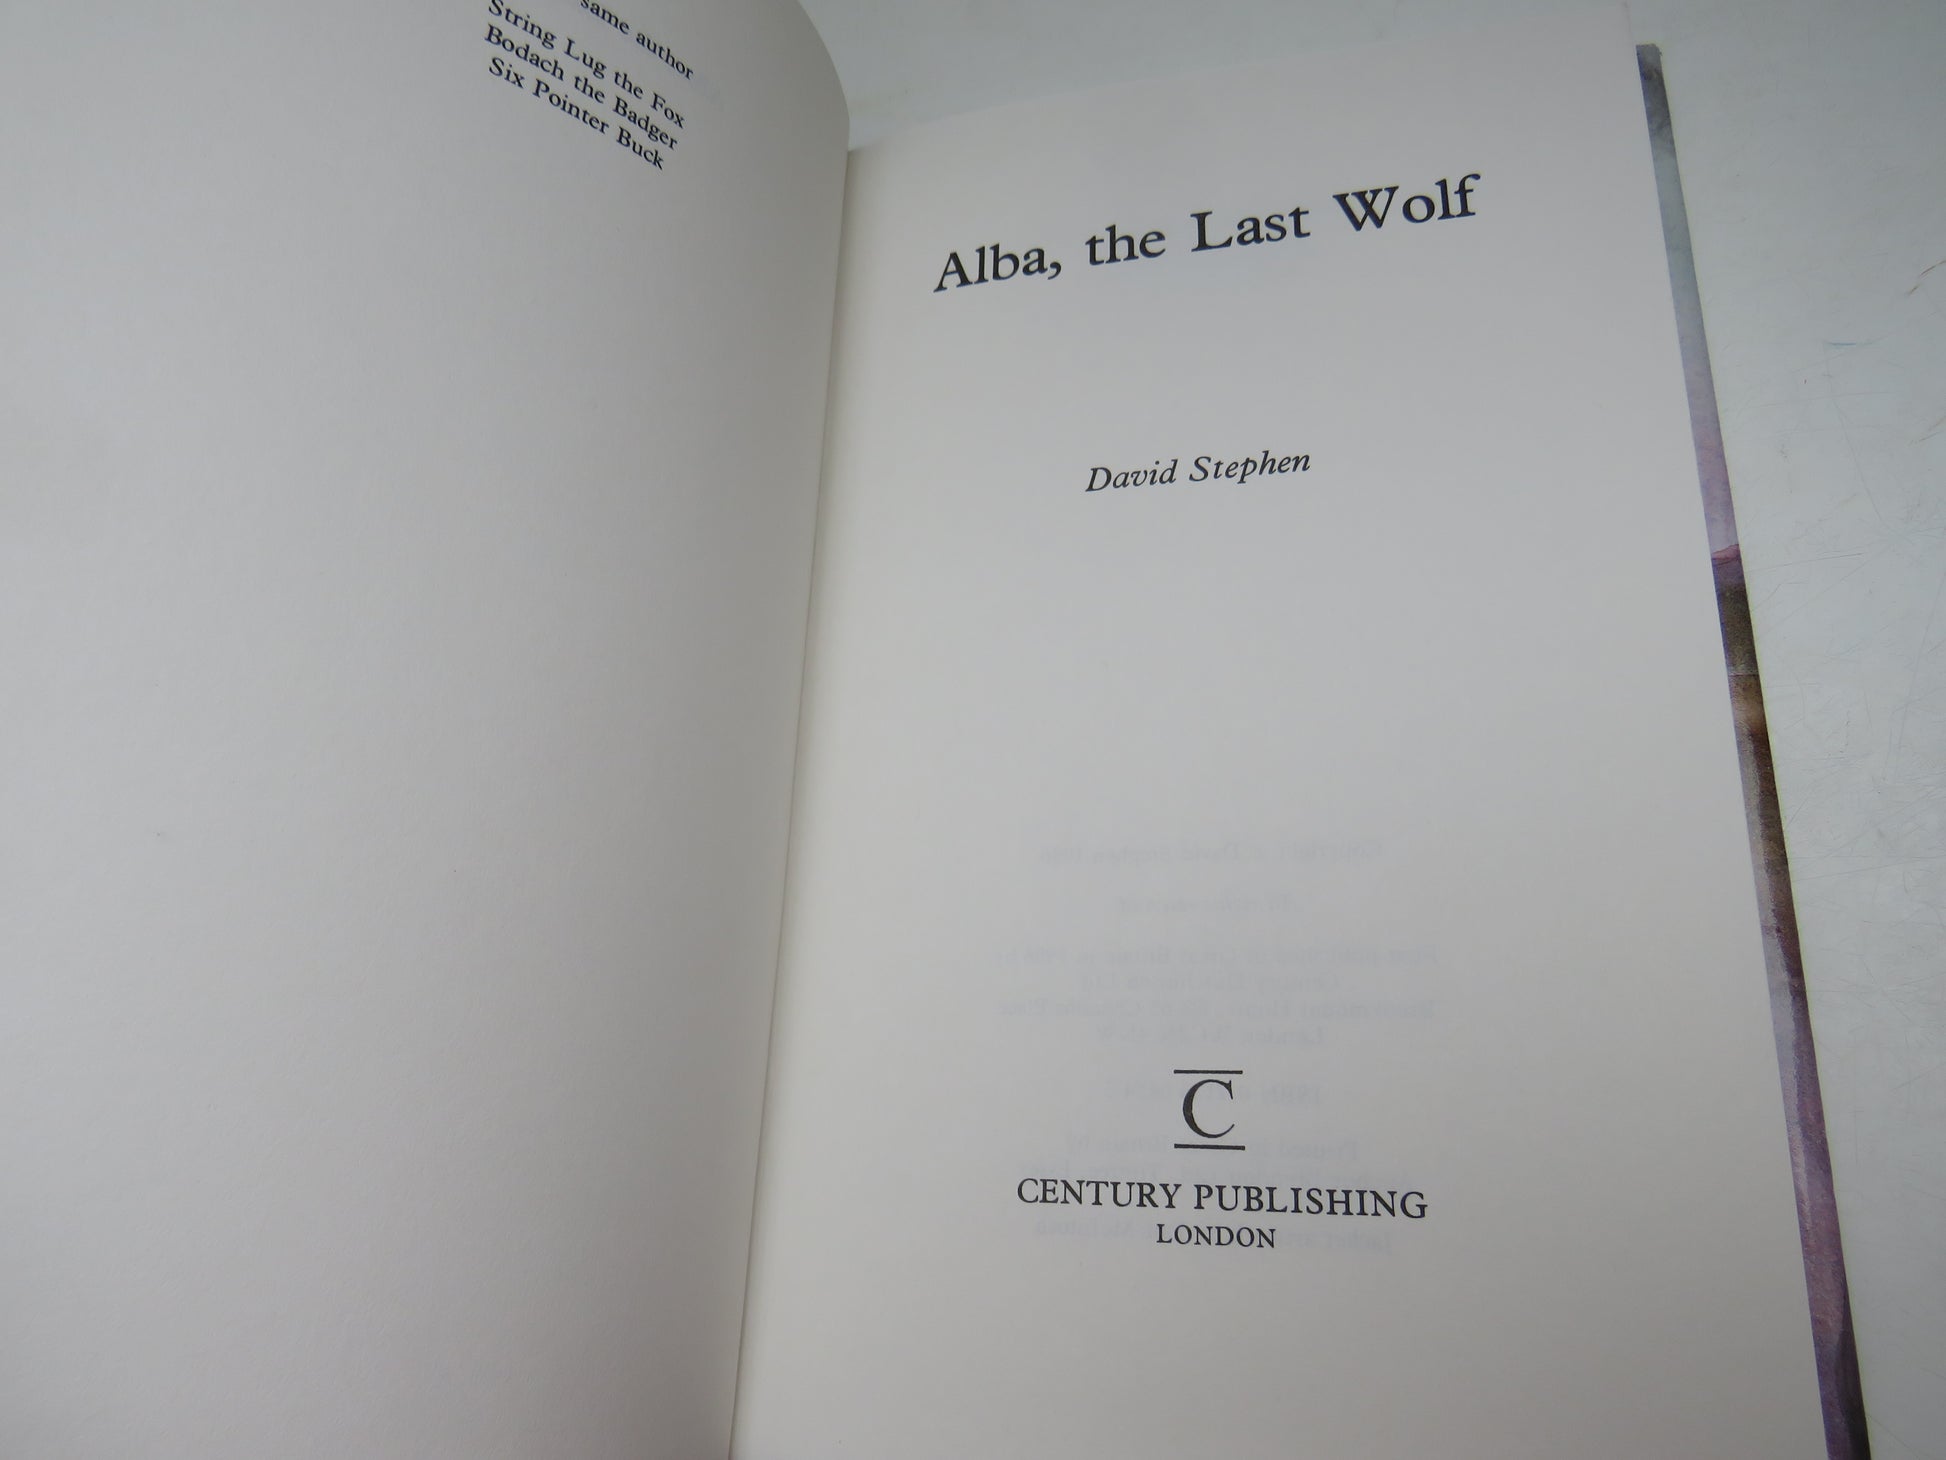 same author
String Lug the Fox
Bodach the Badger
Six Pointer Buck
Alba, the Last Wolf
David Stephen
C
CENTURY PUBLISHING
LONDON